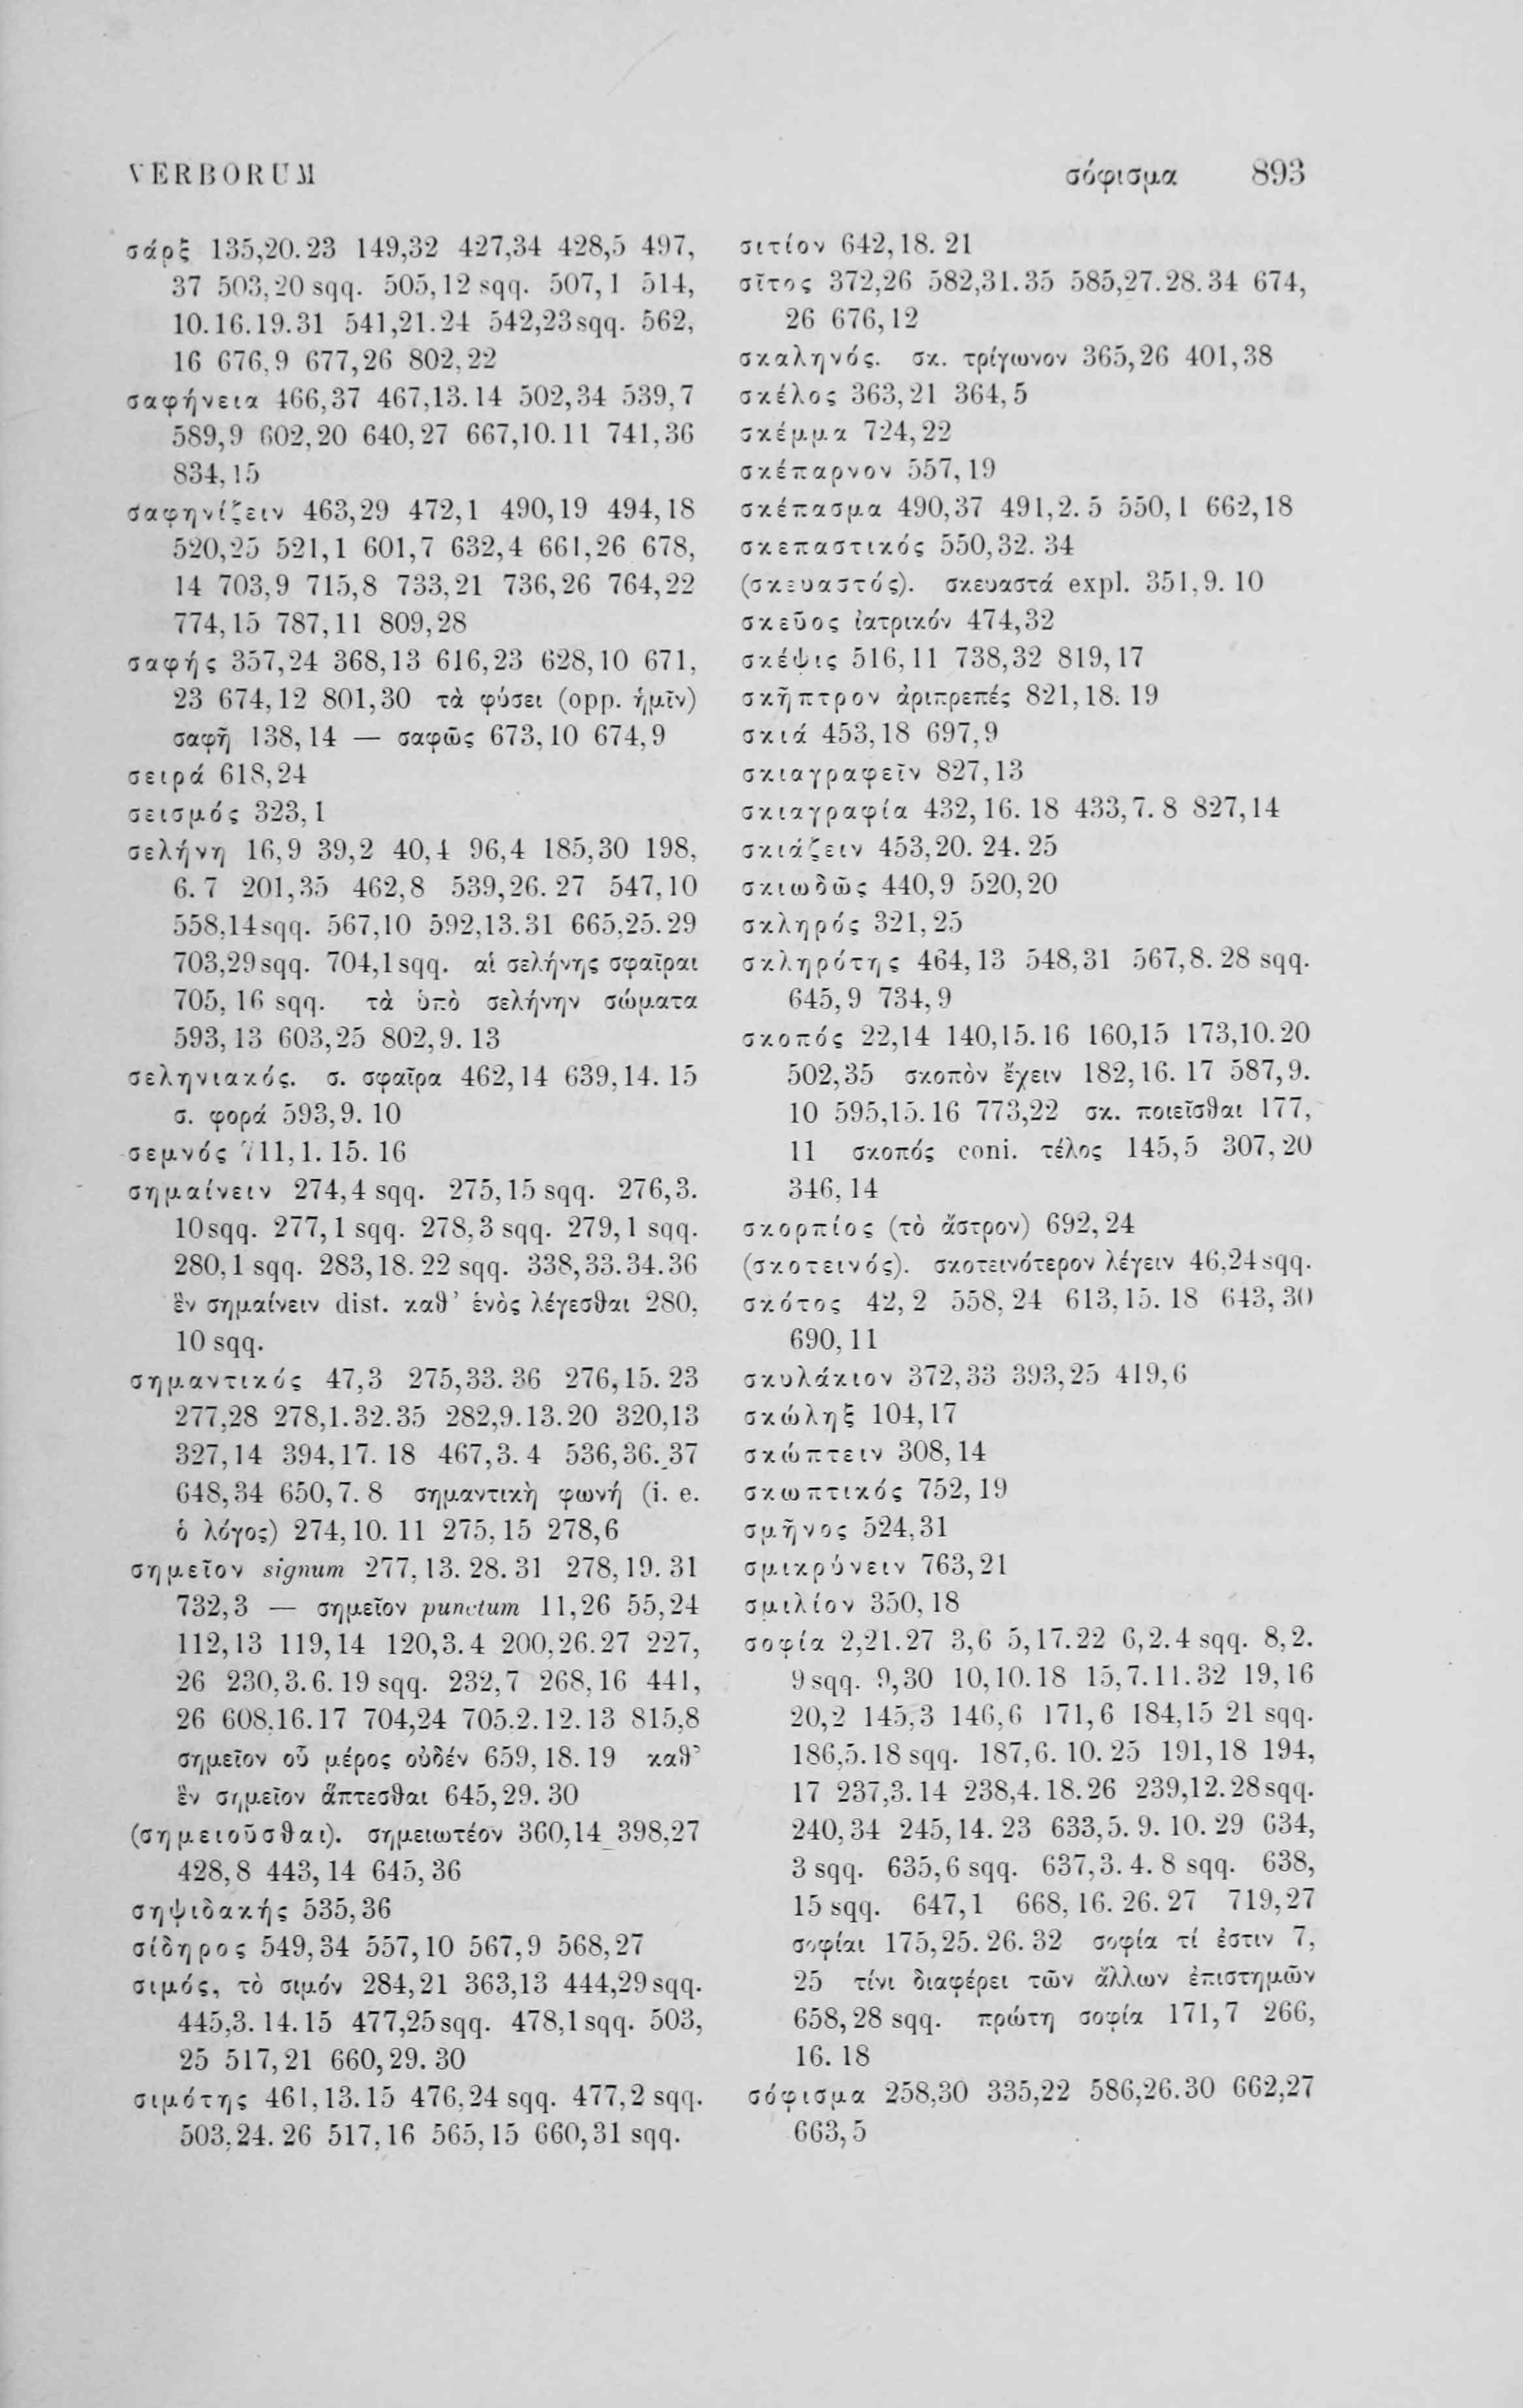 VERBORUM σόφισμα 893
σάρξ 135,20.23 149,32 427,34 428,5 497,
37 503,20 sqq. 505,12 sqq. 507,1 514,
10.16.19.31 541,21.24 542,23sqq. 562,
16 676,9 677,26 802,22
σαφήνεια 466,37 467,13.14 502,34 539,7
589,9 602,20 640,27 667,10.11 741,36
834,15
σαφηνίζειν 463,29 472,1 490,19 494,18
520,25 521,1 601,7 632,4 661,26 678,
14 703,9 715,8 733,21 736,26 764,22
774,15 787,11 809,28
σαφής 357,24 368,13 616,23 628,10 671,
23 674,12 801,30 τὰ φύσει (opp. ἡμῖν)
σαφῆ 138,14 — σαφῶς 673,10 674,9
σειρά 618,24
σεισμός 323,1
σελήνη 16,9 39,2 40,4 96,4 185,30 198,
6.7 201,35 462,8 539,26.27 547,10
558,14sqq. 567,10 592,13.31 665,25.29
703,29sqq. 704,1sqq. αἱ σελήνης σφαῖραι
705,16 sqq. τὰ ὑπὸ σελήνην σώματα
593,13 603,25 802,9.13
σεληνιακός. σ. σφαῖρα 462,14 639,14.15
σ. φορά 593,9.10
σεμνός 711,1.15.16
σημαίνειν 274,4 sqq. 275,15 sqq. 276,3.
10sqq. 277,1 sqq. 278,3 sqq. 279,1 sqq.
280,1 sqq. 283,18.22 sqq. 338,33.34.36
ἓν σημαίνειν dist. καθ’ ἑνὸς λέγεσθαι 280,
10 sqq.
σημαντικός 47,3 275,33.36 276,15.23
277,28 278,1.32.35 282,9.13.20 320,13
327,14 394,17.18 467,3.4 536,36.37
648,34 650,7.8 σημαντικὴ φωνή (i. e.
ὁ λόγος) 274,10.11 275,15 278,6
σημεῖον signum 277,13.28.31 278,19.31
732,3 — σημεῖον punctum 11,26 55,24
112,13 119,14 120,3.4 200,26.27 227,
26 230,3.6.19 sqq. 232,7 268,16 441,
26 608,16.17 704,24 705,2.12.13 815,8
σημεῖον οὗ μέρος οὐδέν 659,18.19 καθ’
ἓν σημεῖον ἅπτεσθαι 645,29.30
(σημειοῦσθαι). σημειωτέον 360,14 398,27
428,8 443,14 645,36
σηψιδακής 535,36
σίδηρος 549,34 557,10 567,9 568,27
σιμός, τὸ σιμόν 284,21 363,13 444,29sqq.
445,3.14.15 477,25sqq. 478,1sqq. 503,
25 517,21 660,29.30
σιμότης 461,13.15 476,24 sqq. 477,2 sqq.
503,24.26 517,16 565,15 660,31 sqq.
σιτίον 642,18.21
σῖτος 372,26 582,31.35 585,27.28.34 674,
26 676,12
σκαληνός. σκ. τρίγωνον 365,26 401,38
σκέλος 363,21 364,5
σκέμμα 724,22
σκέπαρνον 557,19
σκέπασμα 490,37 491,2.5 550,1 662,18
σκεπαστικός 550,32.34
(σκευαστός). σκευαστά expl. 351,9.10
σκεῦος ἰατρικόν 474,32
σκέψις 516,11 738,32 819,17
σκῆπτρον ἀριπρεπές 821,18.19
σκιά 453,18 697,9
σκιαγραφεῖν 827,13
σκιαγραφία 432,16.18 433,7.8 827,14
σκιάζειν 453,20.24.25
σκιωδῶς 440,9 520,20
σκληρός 321,25
σκληρότης 464,13 548,31 567,8.28 sqq.
645,9 734,9
σκοπός 22,14 140,15.16 160,15 173,10.20
502,35 σκοπὸν ἔχειν 182,16.17 587,9.
10 595,15.16 773,22 σκ. ποιεῖσθαι 177,
11 σκοπός coni. τέλος 145,5 307,20
346,14
σκορπίος (τὸ ἄστρον) 692,24
(σκοτεινός). σκοτεινότερον λέγειν 46,24sqq.
σκότος 42,2 558,24 613,15.18 643,30
690,11
σκυλάκιον 372,33 393,25 419,6
σκώληξ 104,17
σκώπτειν 308,14
σκωπτικός 752,19
σμῆνος 524,31
σμικρύνειν 763,21
σμιλίον 350,18
σοφία 2,21.27 3,6 5,17.22 6,2.4 sqq. 8,2.
9 sqq. 9,30 10,10.18 15,7.11.32 19,16
20,2 145,3 146,6 171,6 184,15 21 sqq.
186,5.18 sqq. 187,6.10.25 191,18 194,
17 237,3.14 238,4.18.26 239,12.28sqq.
240,34 245,14.23 633,5.9.10.29 634,
3 sqq. 635,6 sqq. 637,3.4.8 sqq. 638,
15 sqq. 647,1 668,16.26.27 719,27
σοφίαι 175,25.26.32 σοφία τί ἐστιν 7,
25 τίνι διαφέρει τῶν ἄλλων ἐπιστημῶν
658,28 sqq. πρώτη σοφία 171,7 266,
16.18
σόφισμα 258,30 335,22 586,26.30 662,27
663,5